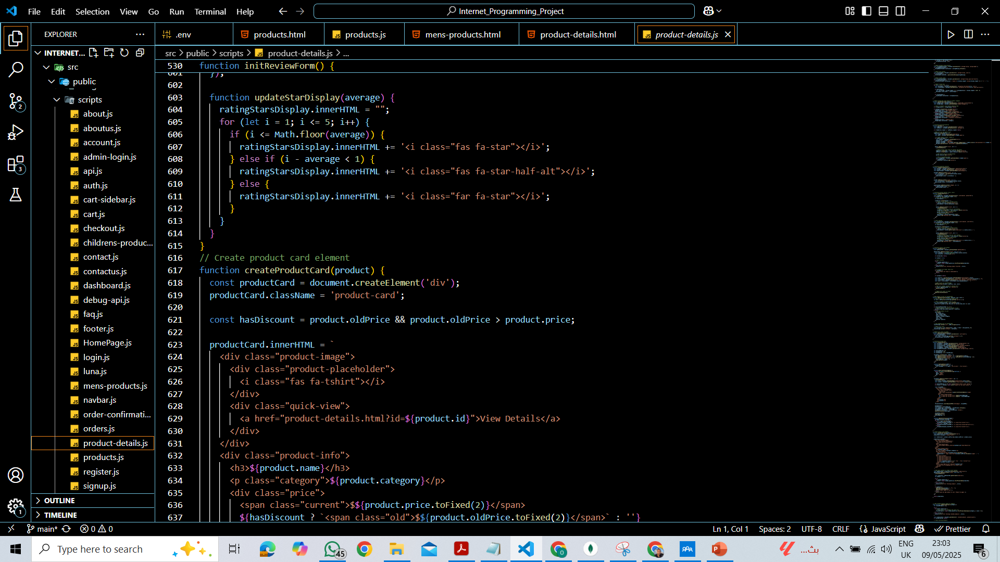 File Edit Selection View Go Run Terminal Help
Internet_Programming_Project
EXPLORER
.env
products.html
products.js
mens-products.html
product-details.html
product-details.js
INTERNET...
src > public > scripts > product-details.js > ...
src
public
scripts
about.js
aboutus.js
account.js
admin-login.js
api.js
auth.js
cart-sidebar.js
cart.js
checkout.js
childrens-produc...
contact.js
contactus.js
dashboard.js
debug-api.js
faq.js
footer.js
HomePage.js
login.js
luna.js
mens-products.js
navbar.js
order-confirmati...
orders.js
product-details.js
products.js
register.js
signup.js
OUTLINE
TIMELINE
2
3
1
530 function initReviewForm() {
601 });
602
603 function updateStarDisplay(average) {
604 ratingStarsDisplay.innerHTML = "";
605 for (let i = 1; i <= 5; i++) {
606 if (i <= Math.floor(average)) {
607 ratingStarsDisplay.innerHTML += '<i class="fas fa-star"></i>';
608 } else if (i - average < 1) {
609 ratingStarsDisplay.innerHTML += '<i class="fas fa-star-half-alt"></i>';
610 } else {
611 ratingStarsDisplay.innerHTML += '<i class="far fa-star"></i>';
612 }
613 }
614 }
615 }
616 // Create product card element
617 function createProductCard(product) {
618 const productCard = document.createElement('div');
619 productCard.className = 'product-card';
620
621 const hasDiscount = product.oldPrice && product.oldPrice > product.price;
622
623 productCard.innerHTML = `
624 <div class="product-image">
625 <div class="product-placeholder">
626 <i class="fas fa-tshirt"></i>
627 </div>
628 <div class="quick-view">
629 <a href="product-details.html?id=${product.id}">View Details</a>
630 </div>
631 </div>
632 <div class="product-info">
633 <h3>${product.name}</h3>
634 <p class="category">${product.category}</p>
635 <div class="price">
636 <span class="current">$${product.price.toFixed(2)}</span>
637 ${hasDiscount ? `<span class="old">$${product.oldPrice.toFixed(2)}</span>` : ''}
main* 0 0
Ln 1, Col 1 Spaces: 2 UTF-8 CRLF JavaScript Prettier
Type here to search
45
بث...
ENG
UK
23:03
09/05/2025
6